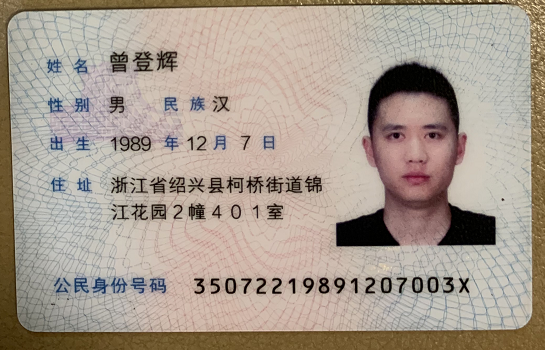 姓名 曾登辉
性别 男 民族 汉
出生 1989 年 12 月 7 日
住址 浙江省绍兴县柯桥街道锦
江花园2幢401室
公民身份号码 35072219891207003X